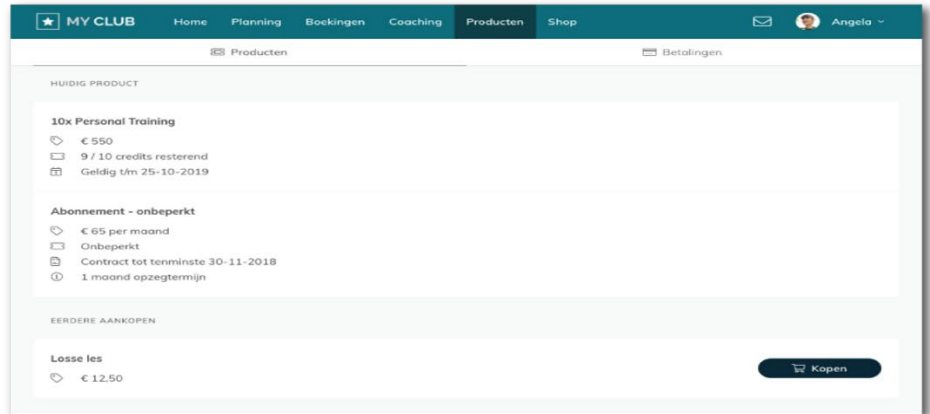 MY CLUB Home Planning Boekingen Coaching Producten Shop Angela
Producten Betalingen
HUIDIG PRODUCT
10x Personal Training
€ 550
9 / 10 credits resterend
Geldig t/m 25-10-2019
Abonnement - onbeperkt
€ 65 per maand
Onbeperkt
Contract tot tenminste 30-11-2018
1 maand opzegtermijn
EERDERE AANKOPEN
Losse les
€ 12,50
Kopen